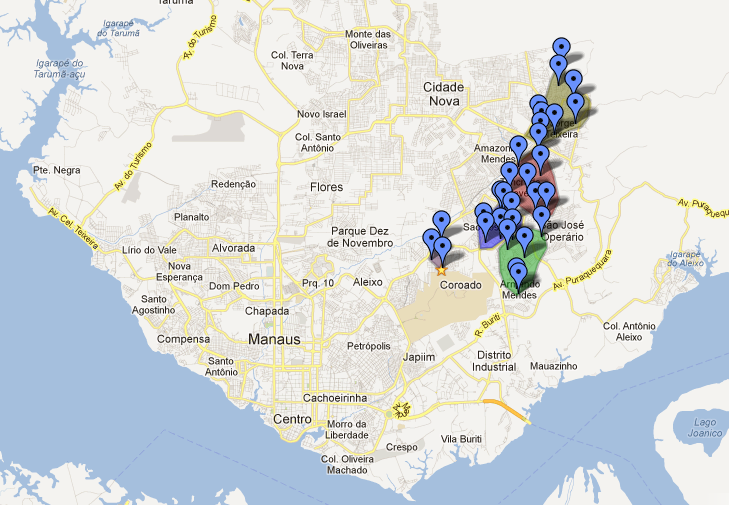 Tarumã
Igarapé
do Tarumã
Monte das
Oliveiras
Av. do Turismo
Igarapé do
Tarumã-açu
Col. Terra
Nova
Cidade
Nova
Novo Israel
Col. Santo
Antônio
Amazonino
Mendes
Pte. Negra
Av. do Turismo
Redenção
Flores
Av. Puraquequara
Av. Cel. Teixeira
Planalto
Parque Dez
de Novembro
São José
Operário
Lírio do Vale
Alvorada
Igarapé
do Aleixo
Nova
Esperança
Dom Pedro
Prq. 10
Aleixo
Coroado
Armando
Mendes
Av. Puraquequara
Santo
Agostinho
Chapada
R. Buriti
Col. Antônio
Aleixo
Compensa
Manaus
Petrópolis
Japiim
Distrito
Industrial
Mauazinho
Santo
Antônio
Cachoeirinha
Centro
Morro da
Liberdade
Crespo
Vila Buriti
Lago
Joanico
Col. Oliveira
Machado